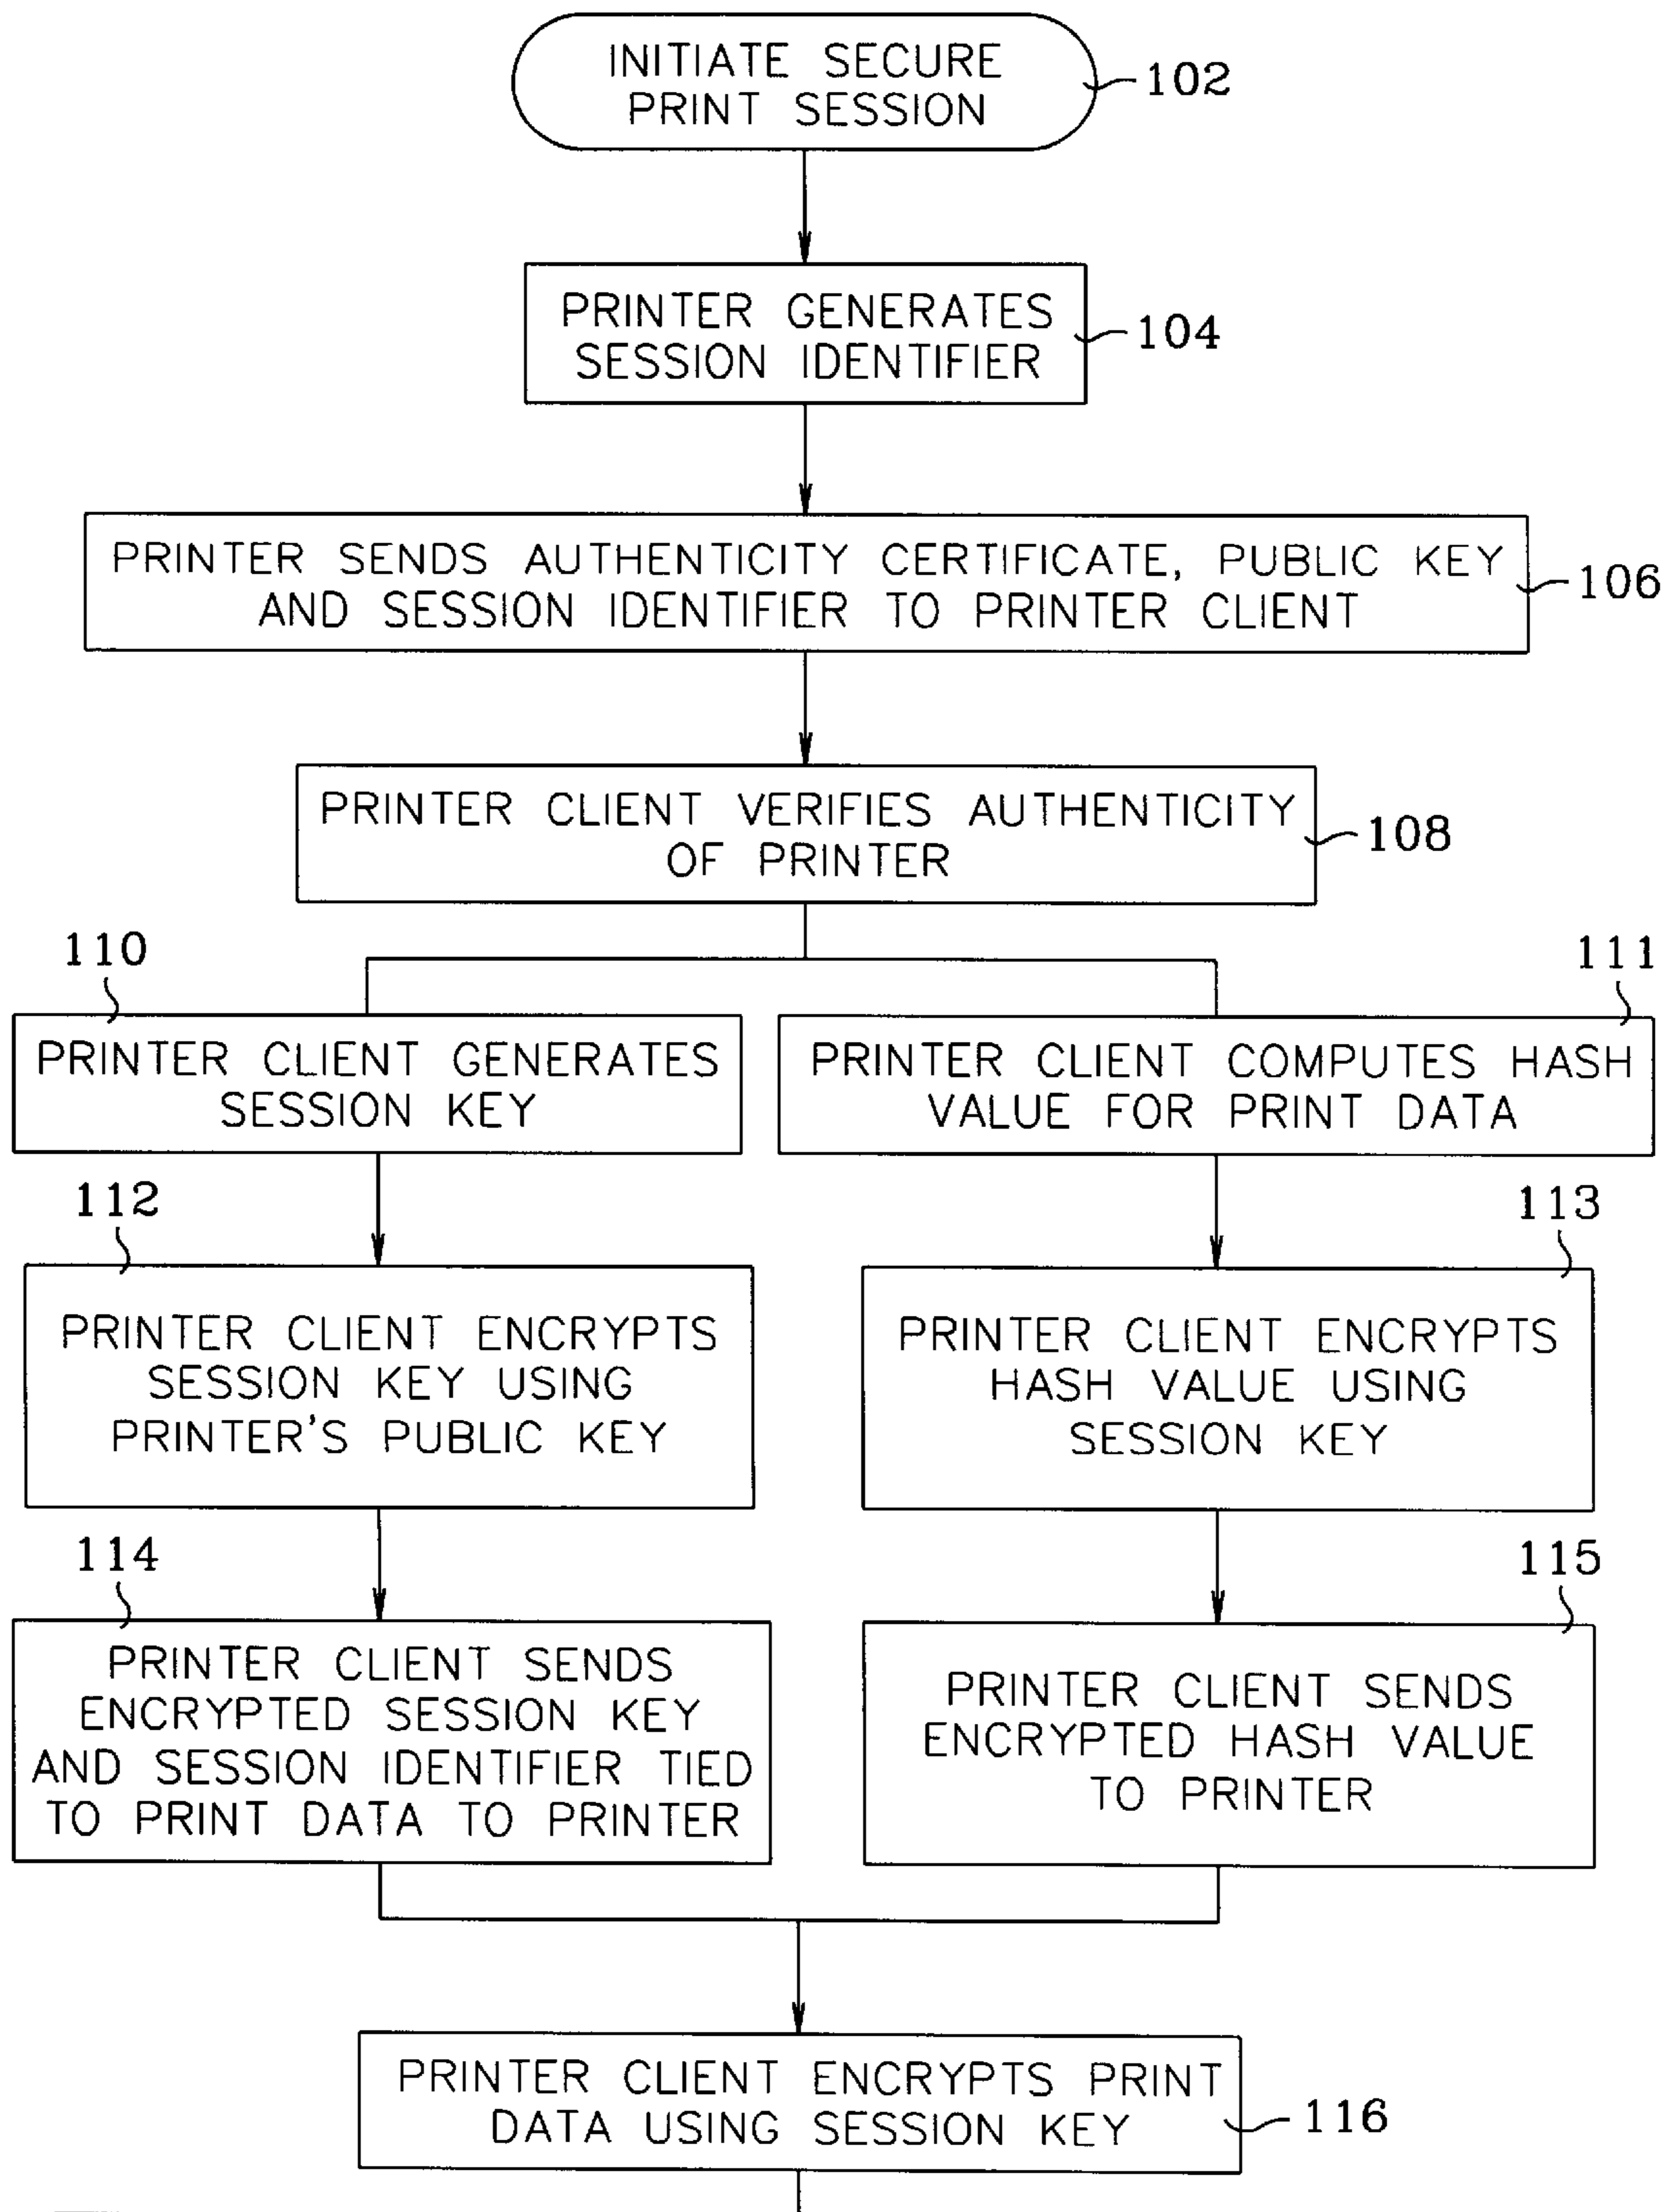 INITIATE SECURE
PRINT SESSION
102
PRINTER GENERATES
SESSION IDENTIFIER
104
PRINTER SENDS AUTHENTICITY CERTIFICATE, PUBLIC KEY
AND SESSION IDENTIFIER TO PRINTER CLIENT
106
PRINTER CLIENT VERIFIES AUTHENTICITY
OF PRINTER
108
110
PRINTER CLIENT GENERATES
SESSION KEY
111
PRINTER CLIENT COMPUTES HASH
VALUE FOR PRINT DATA
112
PRINTER CLIENT ENCRYPTS
SESSION KEY USING
PRINTER'S PUBLIC KEY
113
PRINTER CLIENT ENCRYPTS
HASH VALUE USING
SESSION KEY
114
PRINTER CLIENT SENDS
ENCRYPTED SESSION KEY
AND SESSION IDENTIFIER TIED
TO PRINT DATA TO PRINTER
115
PRINTER CLIENT SENDS
ENCRYPTED HASH VALUE
TO PRINTER
PRINTER CLIENT ENCRYPTS PRINT
DATA USING SESSION KEY
116